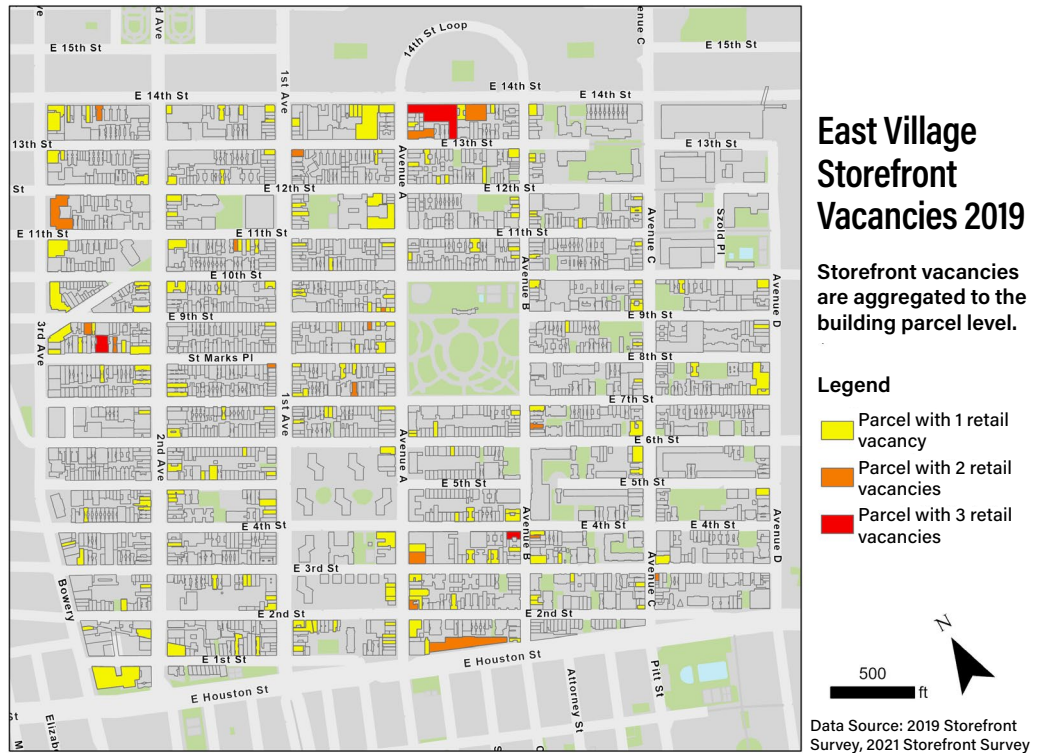 ve
d Ave
enue C
E 15th St
14th St Loop
E 15th St
1st Ave
E 14th St
E 14th St
E 14th St
13th St
E 13th St
E 13th St
Avenue A
St
E 12th St
E 12th St
Avenue C
Szold Pl
E 11th St
E 11th St
E 11th St
E 10th St
Avenue B
Avenue D
E 9th St
E 9th St
3rd Ave
St Marks Pl
E 8th St
1st Ave
E 7th St
2nd Ave
Avenue A
E 6th St
E 5th St
E 5th St
E 4th St
Avenue B
E 4th St
E 4th St
Avenue D
E 3rd St
Bowery
Avenue C
E 2nd St
E 2nd St
E 1st St
E Houston St
E Houston St
Attorney St
Pitt St
St
Elizab
East Village
Storefront
Vacancies 2019
Storefront vacancies
are aggregated to the
building parcel level.
Legend
Parcel with 1 retail
vacancy
Parcel with 2 retail
vacancies
Parcel with 3 retail
vacancies
N
500
ft
Data Source: 2019 Storefront
Survey, 2021 Storefront Survey